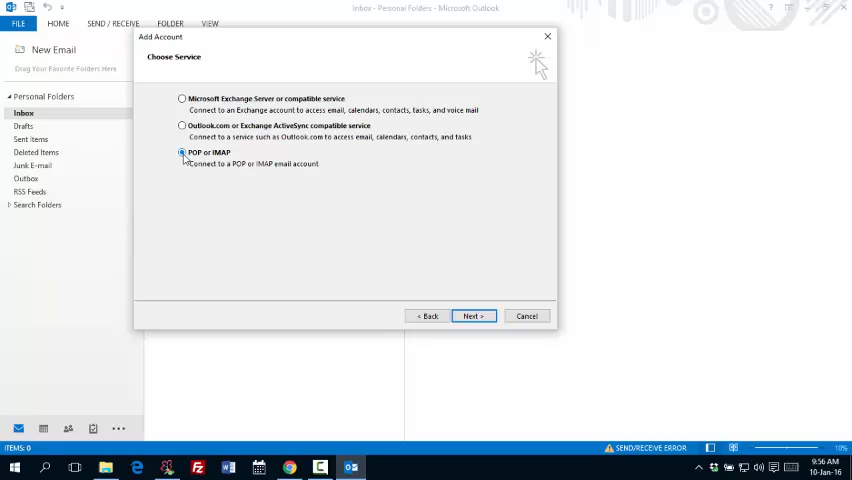 Inbox - Personal Folders - Microsoft Outlook
FILE HOME SEND / RECEIVE FOLDER VIEW
Add Account
Choose Service
New Email
Drag Your Favorite Folders Here
Personal Folders
Inbox
Drafts
Sent Items
Deleted Items
Junk E-mail
Outbox
RSS Feeds
Search Folders
Microsoft Exchange Server or compatible service
Connect to an Exchange account to access email, calendars, contacts, tasks, and voice mail
Outlook.com or Exchange ActiveSync compatible service
Connect to a service such as Outlook.com to access email, calendars, contacts, and tasks
POP or IMAP
Connect to a POP or IMAP email account
< Back Next > Cancel
ITEMS: 0 SEND/RECEIVE ERROR 10%
9:56 AM
10-Jan-16